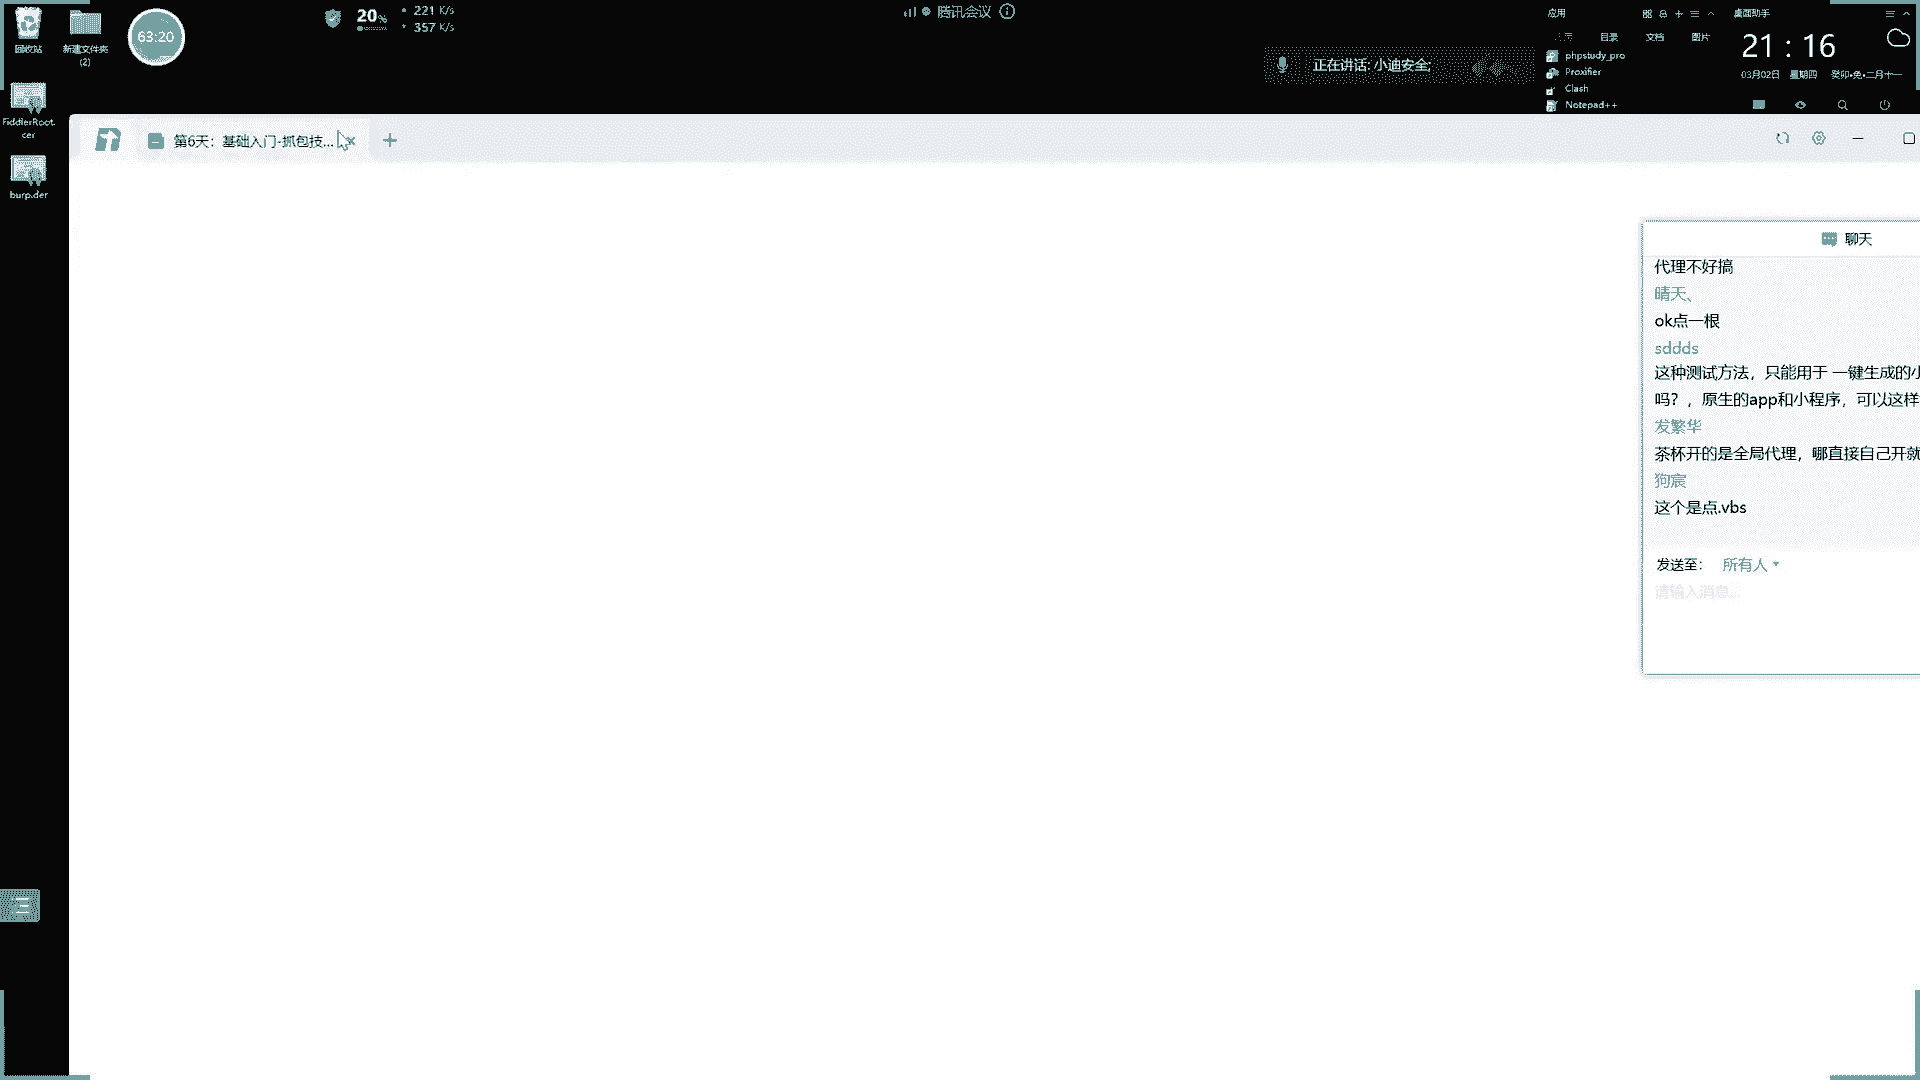 回收站
新建文件夹
(2)
63:20
20%
221 K/s
357 K/s
腾讯会议
正在讲话: 小迪安全;
应用
目录
文档
图片
phpstudy_pro
Proxifier
Clash
Notepad++
桌面助手
21 : 16
03月02日 星期四 癸卯•兔•二月十一
FiddlerRoot.
cer
burp.der
第6天：基础入门-抓包技...
聊天
代理不好搞
晴天、
ok点一根
sddds
这种测试方法，只能用于 一键生成的小
吗？，原生的app和小程序，可以这样
发繁华
茶杯开的是全局代理，哪直接自己开就
狗宸
这个是点.vbs
发送至： 所有人
请输入消息...